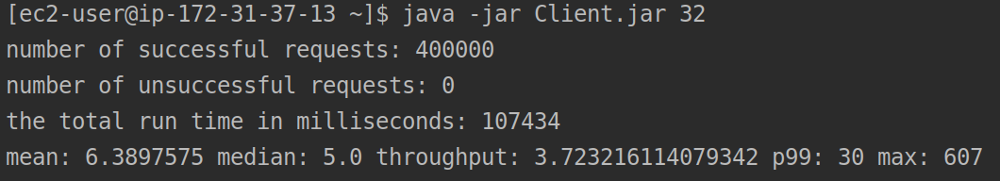 [ec2-user@ip-172-31-37-13 ~]$ java -jar Client.jar 32
number of successful requests: 400000
number of unsuccessful requests: 0
the total run time in milliseconds: 107434
mean: 6.3897575 median: 5.0 throughput: 3.723216114079342 p99: 30 max: 607